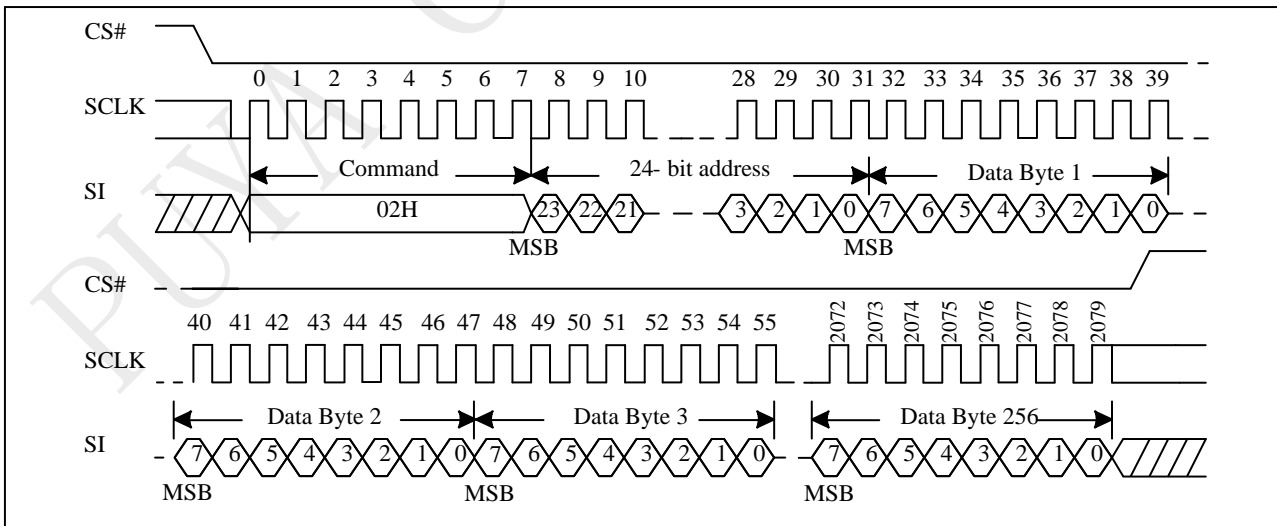 CS#
0 1 2 3 4 5 6 7 8 9 10 28 29 30 31 32 33 34 35 36 37 38 39
SCLK
Command 24- bit address Data Byte 1
SI
02H 23 22 21 3 2 1 0 7 6 5 4 3 2 1 0
MSB MSB
CS#
40 41 42 43 44 45 46 47 48 49 50 51 52 53 54 55 2072 2073 2074 2075 2076 2077 2078 2079
SCLK
Data Byte 2 Data Byte 3 Data Byte 256
SI
7 6 5 4 3 2 1 0 7 6 5 4 3 2 1 0 7 6 5 4 3 2 1 0
MSB MSB MSB
PUYA